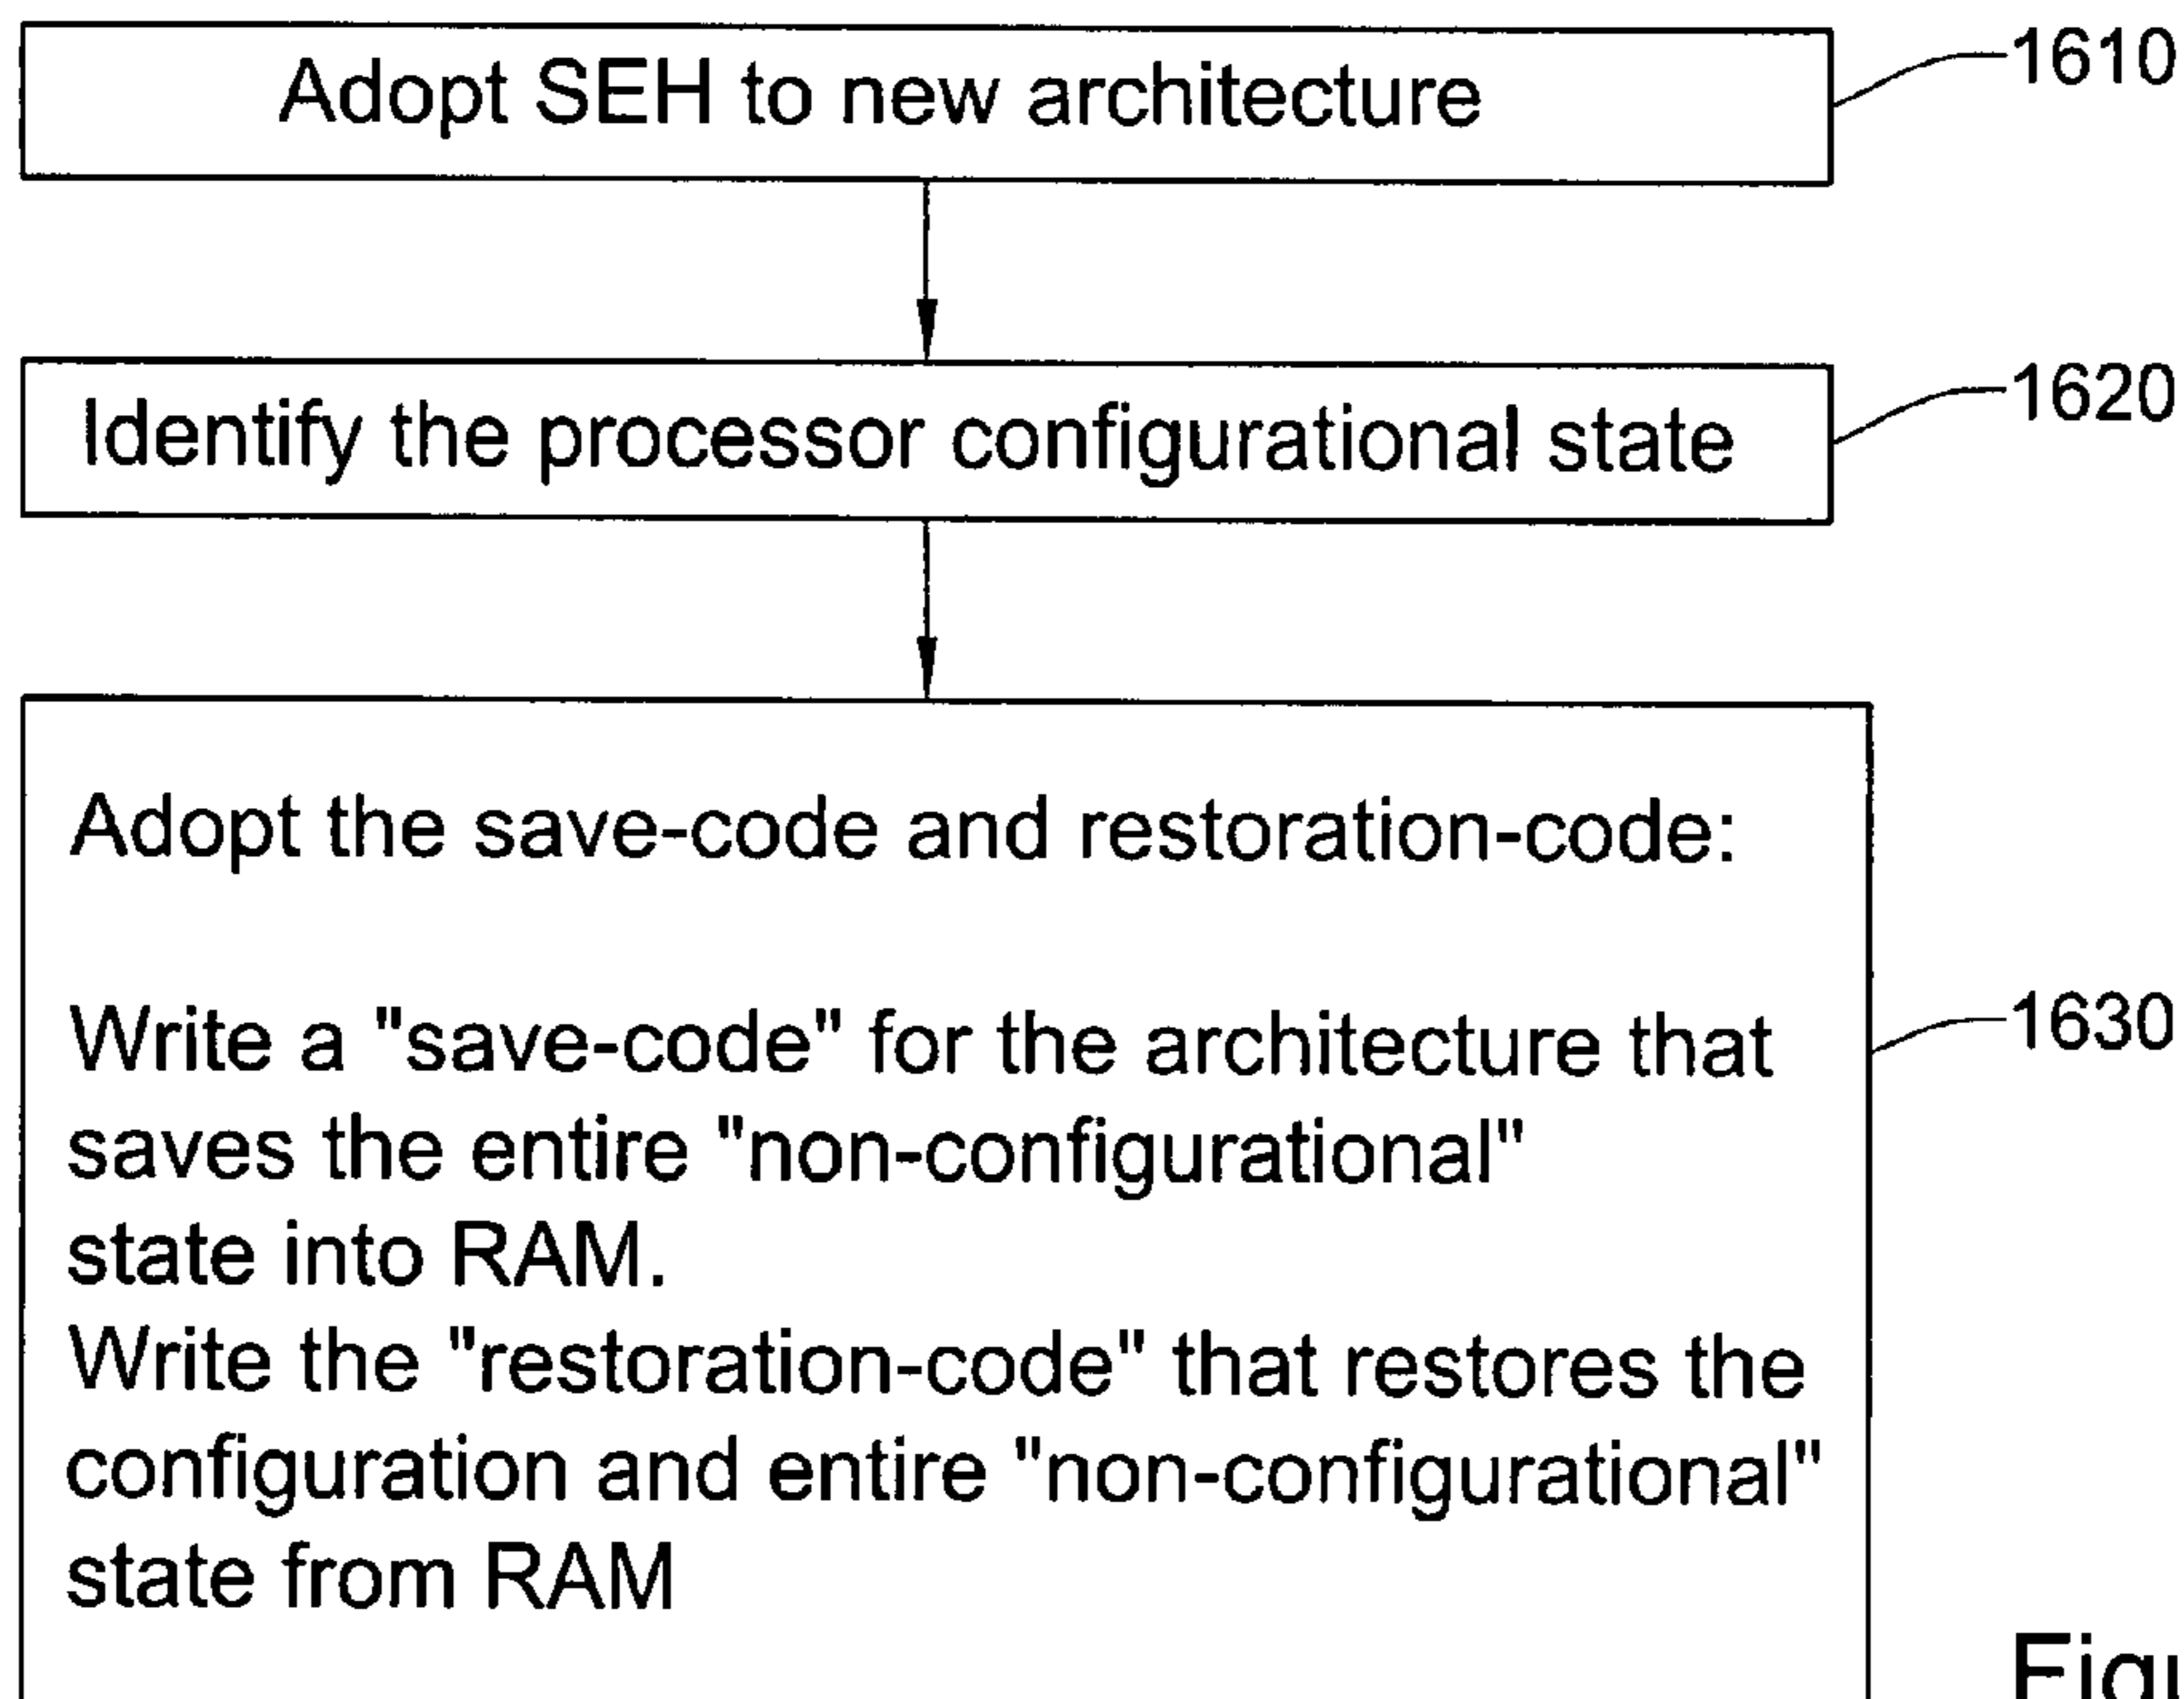 Adopt SEH to new architecture
1610
Identify the processor configurational state
1620
Adopt the save-code and restoration-code:
Write a "save-code" for the architecture that
saves the entire "non-configurational"
state into RAM.
Write the "restoration-code" that restores the
configuration and entire "non-configurational"
state from RAM
1630